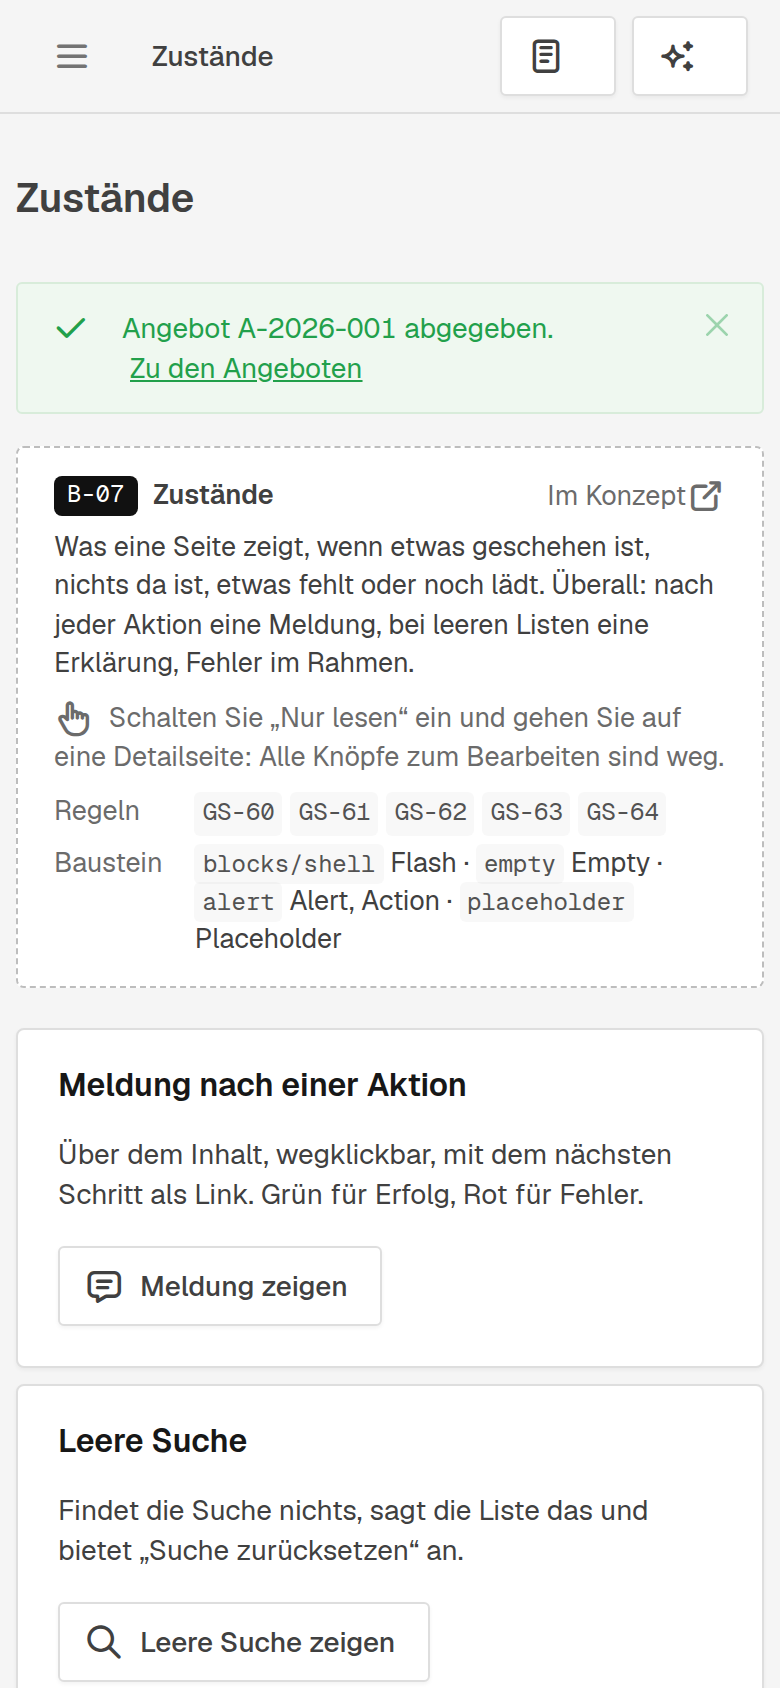 Zustände
Zustände
Angebot A-2026-001 abgegeben.
Zu den Angeboten
B-07 Zustände Im Konzept
Was eine Seite zeigt, wenn etwas geschehen ist,
nichts da ist, etwas fehlt oder noch lädt. Überall: nach
jeder Aktion eine Meldung, bei leeren Listen eine
Erklärung, Fehler im Rahmen.
Schalten Sie „Nur lesen“ ein und gehen Sie auf
eine Detailseite: Alle Knöpfe zum Bearbeiten sind weg.
Regeln GS-60 GS-61 GS-62 GS-63 GS-64
Baustein blocks/shell Flash · empty Empty ·
alert Alert, Action · placeholder
Placeholder
Meldung nach einer Aktion
Über dem Inhalt, wegklickbar, mit dem nächsten
Schritt als Link. Grün für Erfolg, Rot für Fehler.
Meldung zeigen
Leere Suche
Findet die Suche nichts, sagt die Liste das und
bietet „Suche zurücksetzen“ an.
Leere Suche zeigen